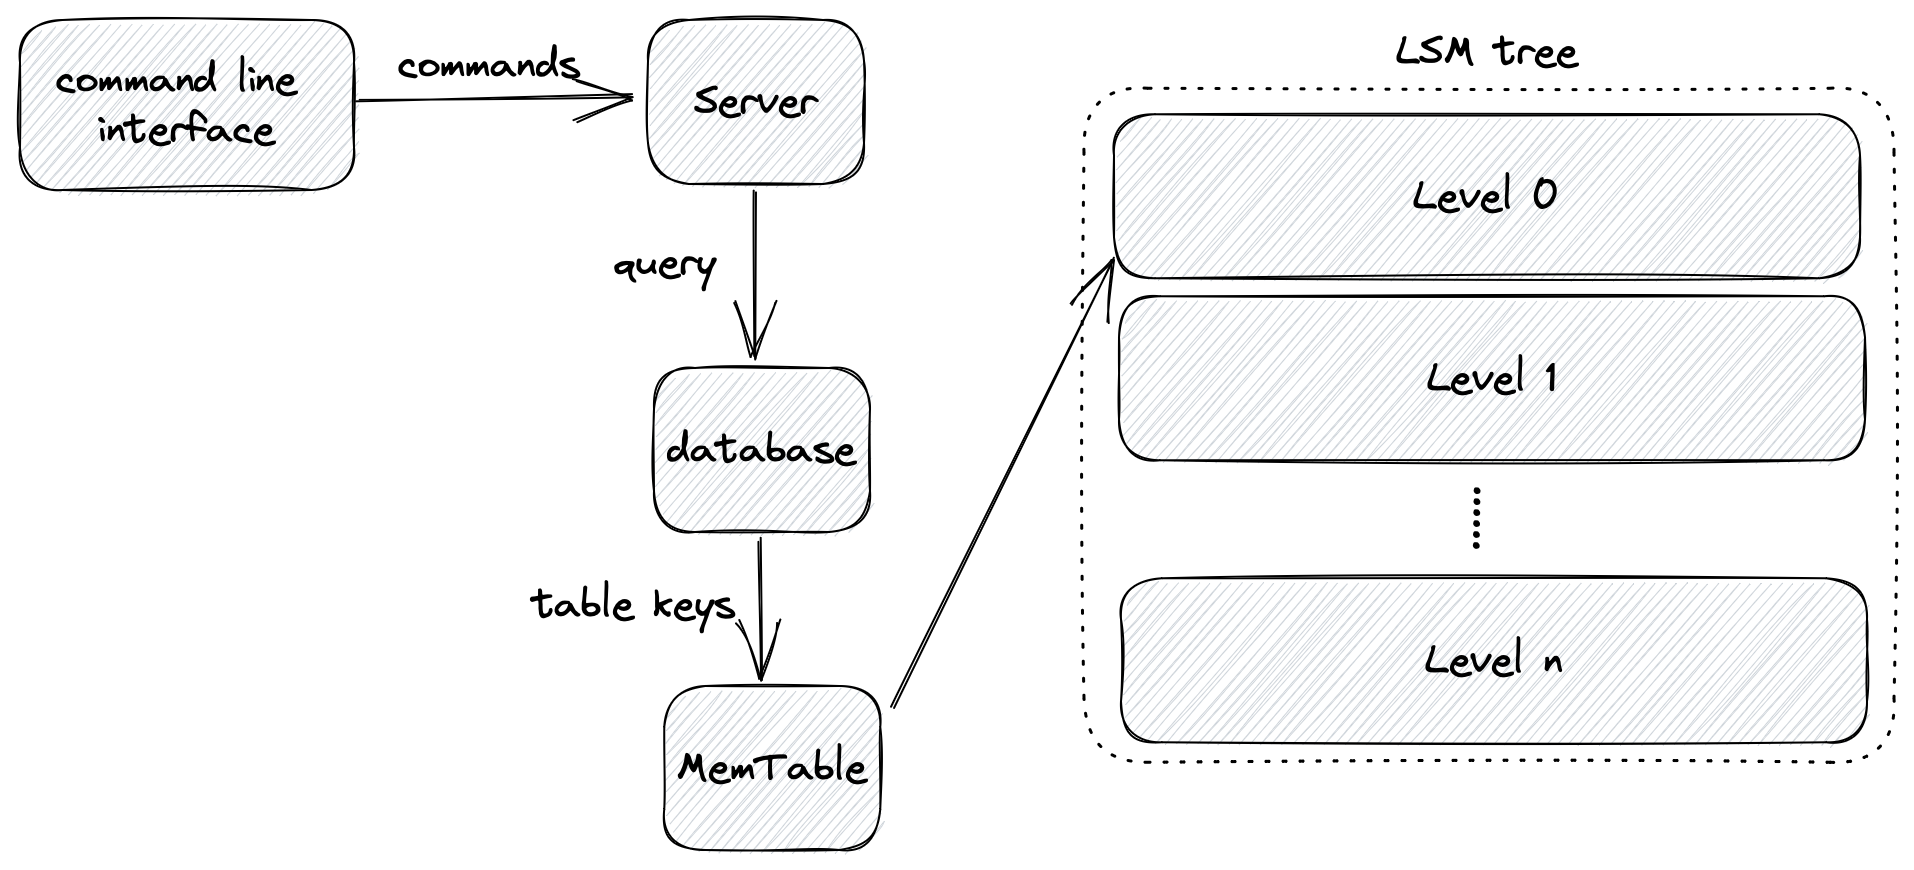 command line
interface
commands
Server
query
database
table keys
MemTable
LSM tree
Level 0
Level 1
Level n